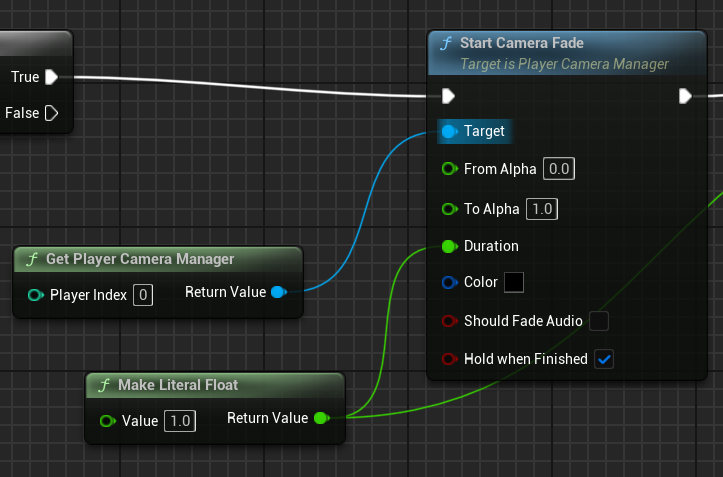 True
False
f Start Camera Fade
Target is Player Camera Manager
Target
From Alpha 0.0
To Alpha 1.0
Duration
Color
Should Fade Audio
Hold when Finished
f Get Player Camera Manager
Player Index 0 Return Value
f Make Literal Float
Value 1.0 Return Value